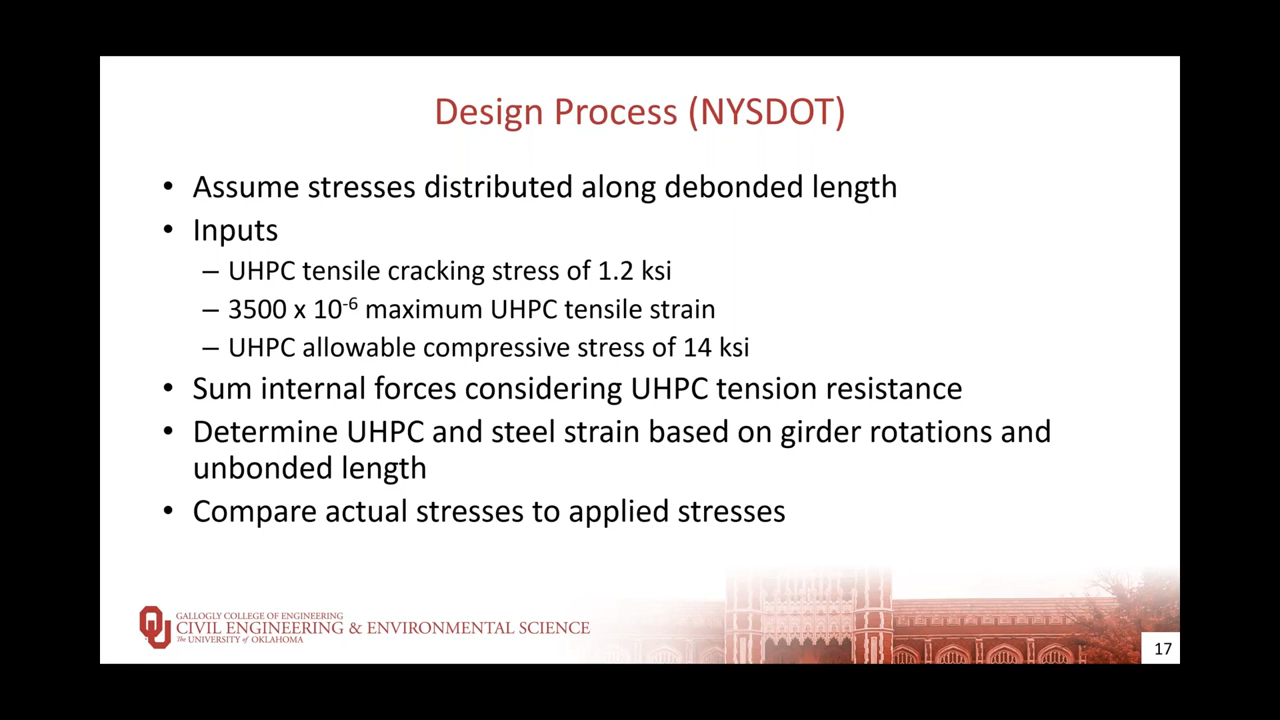 Design Process (NYSDOT)
• Assume stresses distributed along debonded length
• Inputs
– UHPC tensile cracking stress of 1.2 ksi
– 3500 x 10-6 maximum UHPC tensile strain
– UHPC allowable compressive stress of 14 ksi
• Sum internal forces considering UHPC tension resistance
• Determine UHPC and steel strain based on girder rotations and
unbonded length
• Compare actual stresses to applied stresses
GALLOGLY COLLEGE OF ENGINEERING
CIVIL ENGINEERING & ENVIRONMENTAL SCIENCE
The UNIVERSITY of OKLAHOMA
17